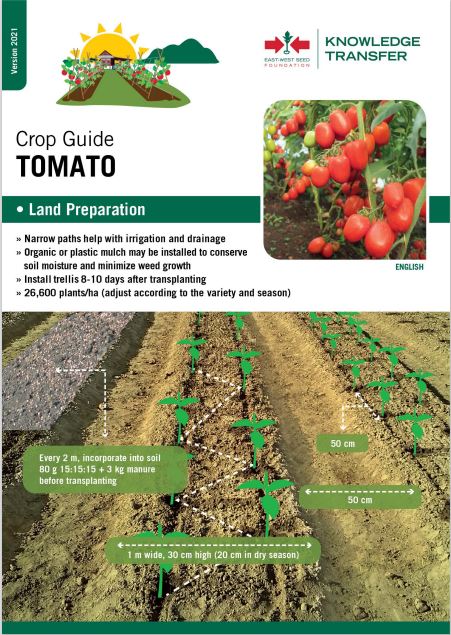 Version 2021
EAST-WEST SEED
FOUNDATION
KNOWLEDGE
TRANSFER
Crop Guide
TOMATO
• Land Preparation
» Narrow paths help with irrigation and drainage
» Organic or plastic mulch may be installed to conserve
soil moisture and minimize weed growth
» Install trellis 8-10 days after transplanting
» 26,600 plants/ha (adjust according to the variety and season)
ENGLISH
Every 2 m, incorporate into soil
80 g 15:15:15 + 3 kg manure
before transplanting
50 cm
50 cm
1 m wide, 30 cm high (20 cm in dry season)